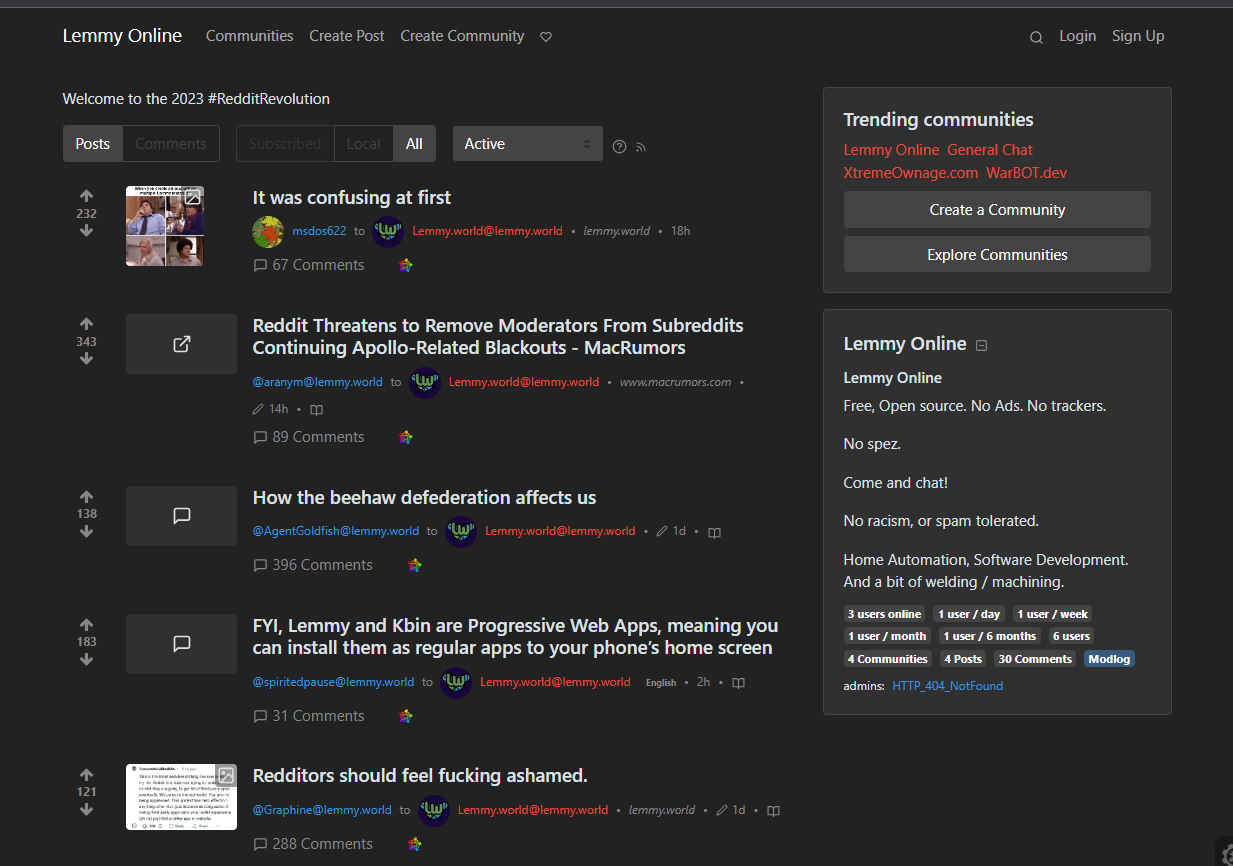 Lemmy Online Communities Create Post Create Community Login Sign Up
Welcome to the 2023 #RedditRevolution
Posts Comments Subscribed Local All Active
232
It was confusing at first
msdos622 to Lemmy.world@lemmy.world • lemmy.world • 18h
67 Comments
343
Reddit Threatens to Remove Moderators From Subreddits
Continuing Apollo-Related Blackouts - MacRumors
@aranym@lemmy.world to Lemmy.world@lemmy.world • www.macrumors.com •
14h •
89 Comments
138
How the beehaw defederation affects us
@AgentGoldfish@lemmy.world to Lemmy.world@lemmy.world • 1d •
396 Comments
183
FYI, Lemmy and Kbin are Progressive Web Apps, meaning you
can install them as regular apps to your phone’s home screen
@spiritedpause@lemmy.world to Lemmy.world@lemmy.world English • 2h •
31 Comments
121
Redditors should feel fucking ashamed.
@Graphine@lemmy.world to Lemmy.world@lemmy.world • lemmy.world • 1d •
288 Comments
Trending communities
Lemmy Online General Chat
XtremeOwnage.com WarBOT.dev
Create a Community
Explore Communities
Lemmy Online
Lemmy Online
Free, Open source. No Ads. No trackers.
No spez.
Come and chat!
No racism, or spam tolerated.
Home Automation, Software Development.
And a bit of welding / machining.
3 users online 1 user / day 1 user / week
1 user / month 1 user / 6 months 6 users
4 Communities 4 Posts 30 Comments Modlog
admins: HTTP_404_NotFound